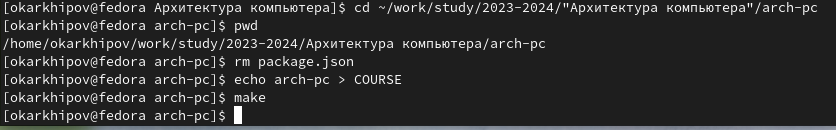 [okarkhipov@fedora Архитектура компьютера]$ cd ~/work/study/2023-2024/"Архитектура компьютера"/arch-pc
[okarkhipov@fedora arch-pc]$ pwd
/home/okarkhipov/work/study/2023-2024/Архитектура компьютера/arch-pc
[okarkhipov@fedora arch-pc]$ rm package.json
[okarkhipov@fedora arch-pc]$ echo arch-pc > COURSE
[okarkhipov@fedora arch-pc]$ make
[okarkhipov@fedora arch-pc]$